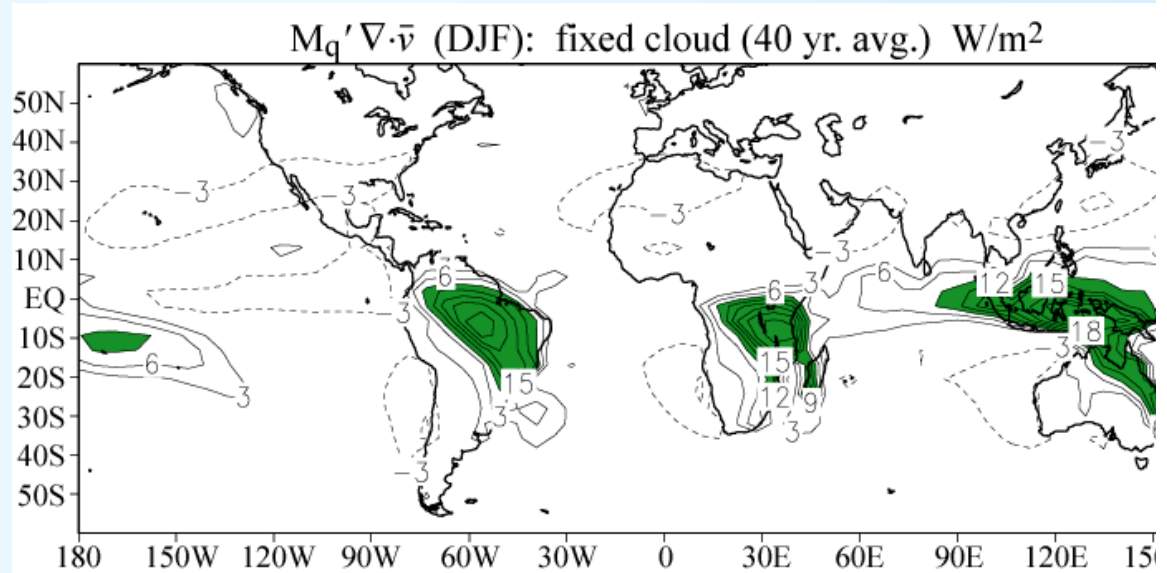 M_q′ ∇·v̄ (DJF): fixed cloud (40 yr. avg.) W/m²
50N
40N
30N
20N
10N
EQ
10S
20S
30S
40S
50S
−3
−3
−3
−3
−3
−3
6
12
15
6
6
−3
18
−3
15
6
3
15
12
9
3
3
−3
180 150W 120W 90W 60W 30W 0 30E 60E 90E 120E